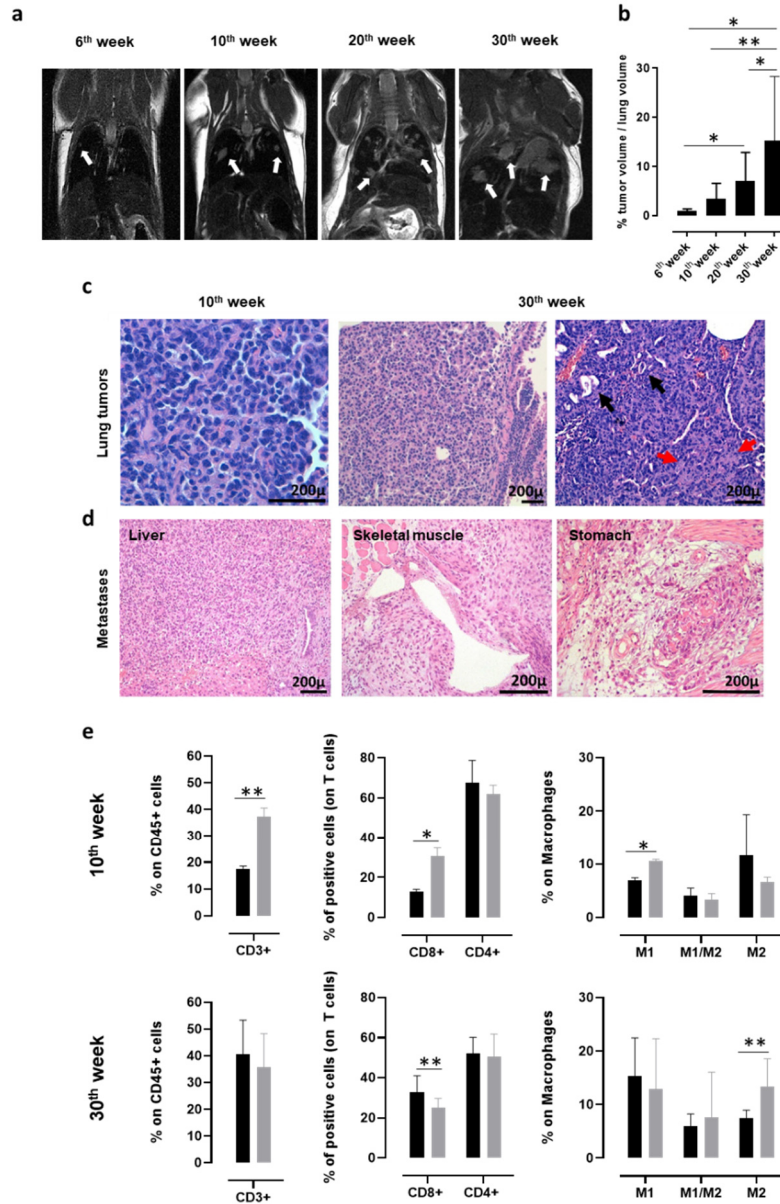 a
6th week
10th week
20th week
30th week
b
*
**
*
*
% tumor volume / lung volume
30
20
10
0
6th week
10th week
20th week
30th week
c
10th week
30th week
Lung tumors
200µ
200µ
200µ
d
Metastases
Liver
200µ
Skeletal muscle
200µ
Stomach
200µ
e
10th week
% on CD45+ cells
60
50
40
30
20
10
0
**
CD3+
% of positive cells (on T cells)
80
60
40
20
0
*
CD8+ CD4+
% on Macrophages
30
20
10
0
*
M1 M1/M2 M2
30th week
% on CD45+ cells
60
50
40
30
20
10
0
CD3+
% of positive cells (on T cells)
80
60
40
20
0
**
CD8+ CD4+
% on Macrophages
30
20
10
0
**
M1 M1/M2 M2